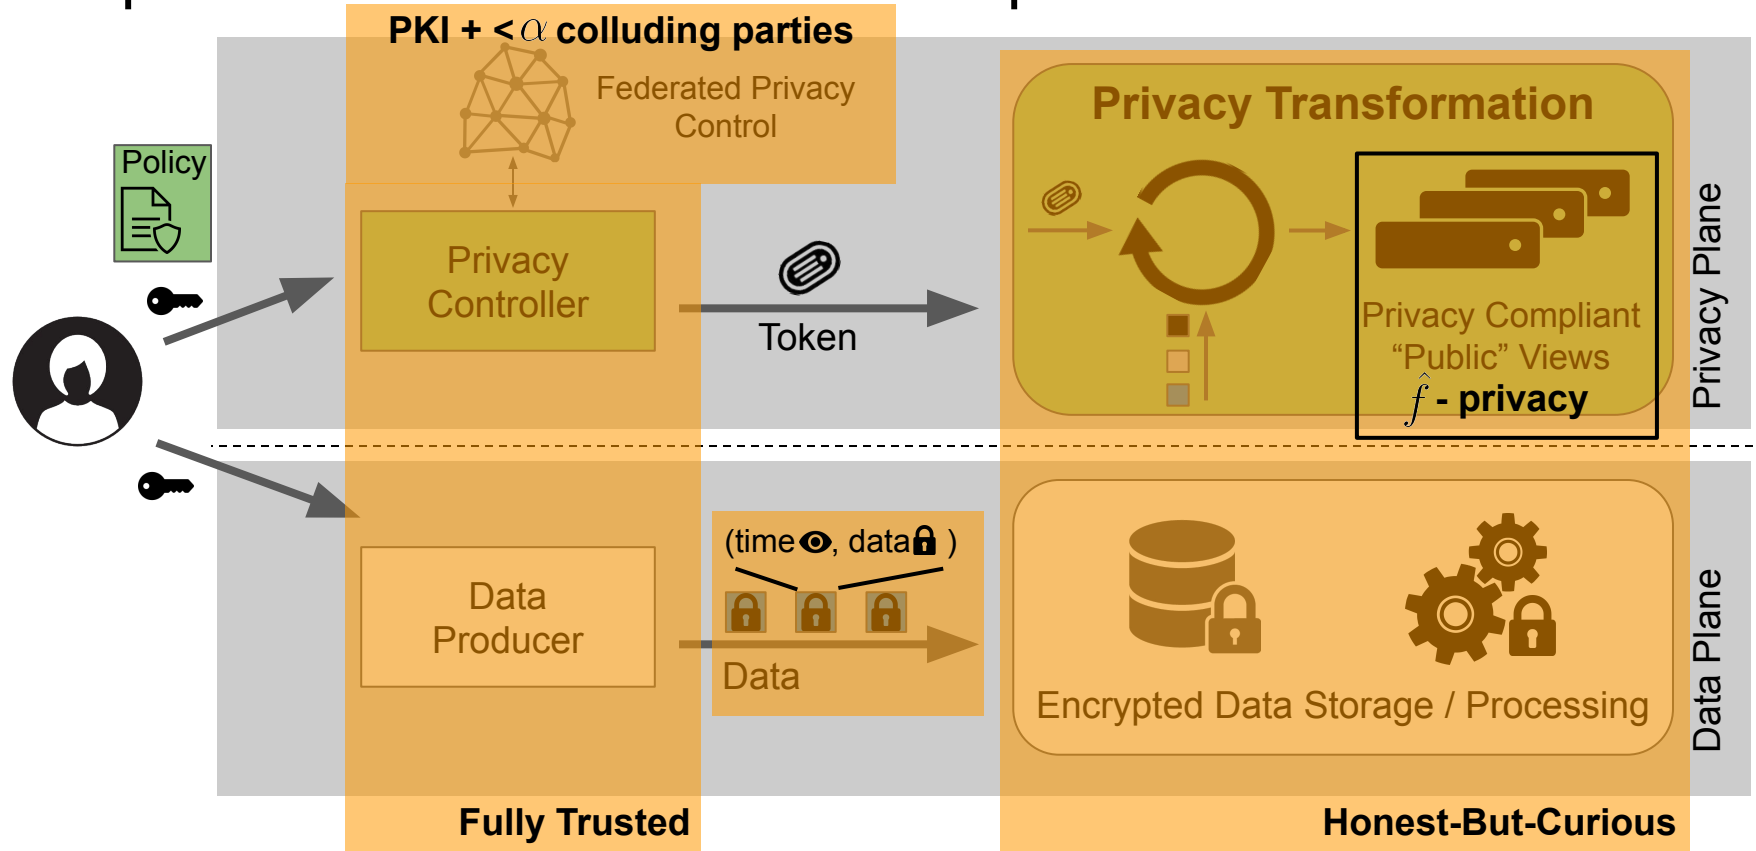 PKI + < α colluding parties
Federated Privacy
Control
Policy
Privacy
Controller
Token
Privacy Transformation
Privacy Compliant
“Public” Views
f̂ - privacy
Privacy Plane
Data
Producer
(time , data )
Data
Encrypted Data Storage / Processing
Data Plane
Fully Trusted
Honest-But-Curious